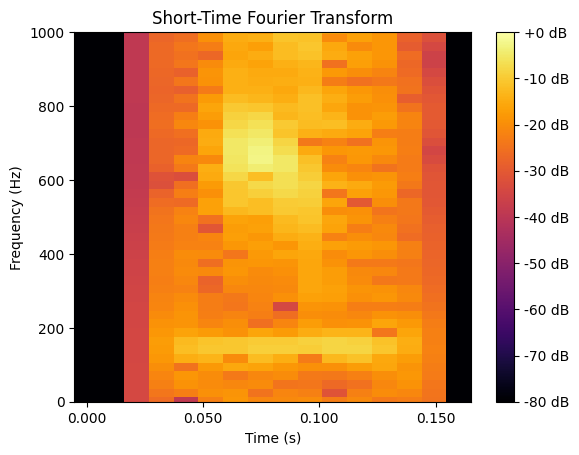 Short-Time Fourier Transform
1000
800
600
400
200
0
Frequency (Hz)
0.000
0.050
0.100
0.150
Time (s)
+0 dB
-10 dB
-20 dB
-30 dB
-40 dB
-50 dB
-60 dB
-70 dB
-80 dB